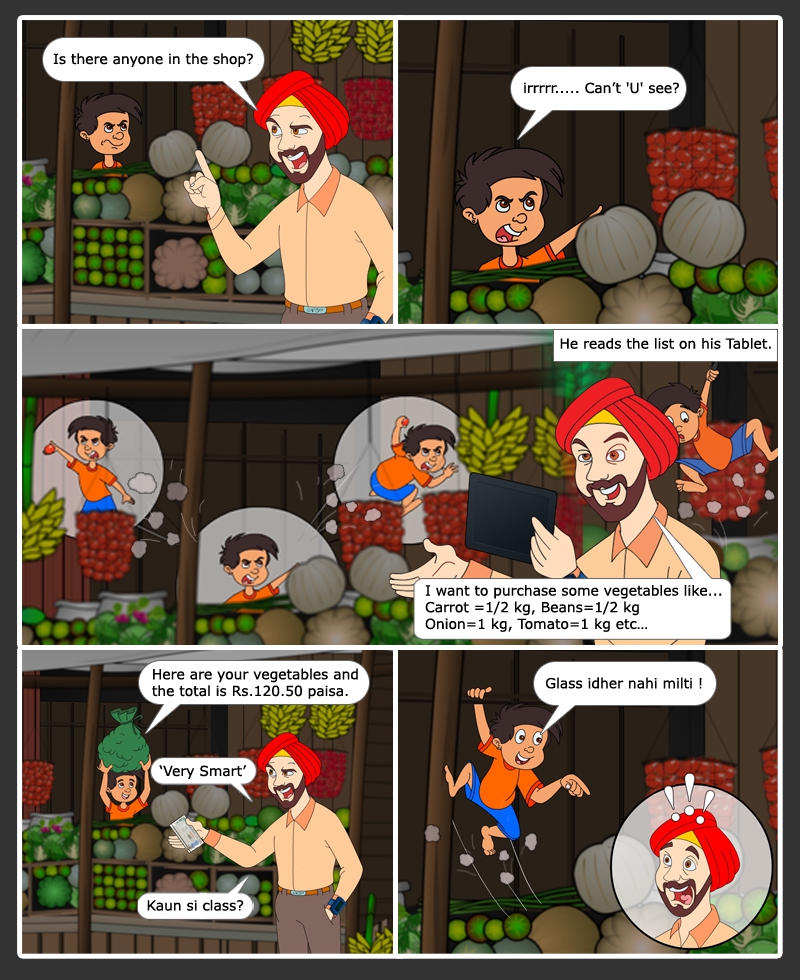 Is there anyone in the shop?
irrrrr..... Can't 'U' see?
He reads the list on his Tablet.
I want to purchase some vegetables like...
Carrot =1/2 kg, Beans=1/2 kg
Onion=1 kg, Tomato=1 kg etc...
Here are your vegetables and
the total is Rs.120.50 paisa.
'Very Smart'
Kaun si class?
Glass idher nahi milti !